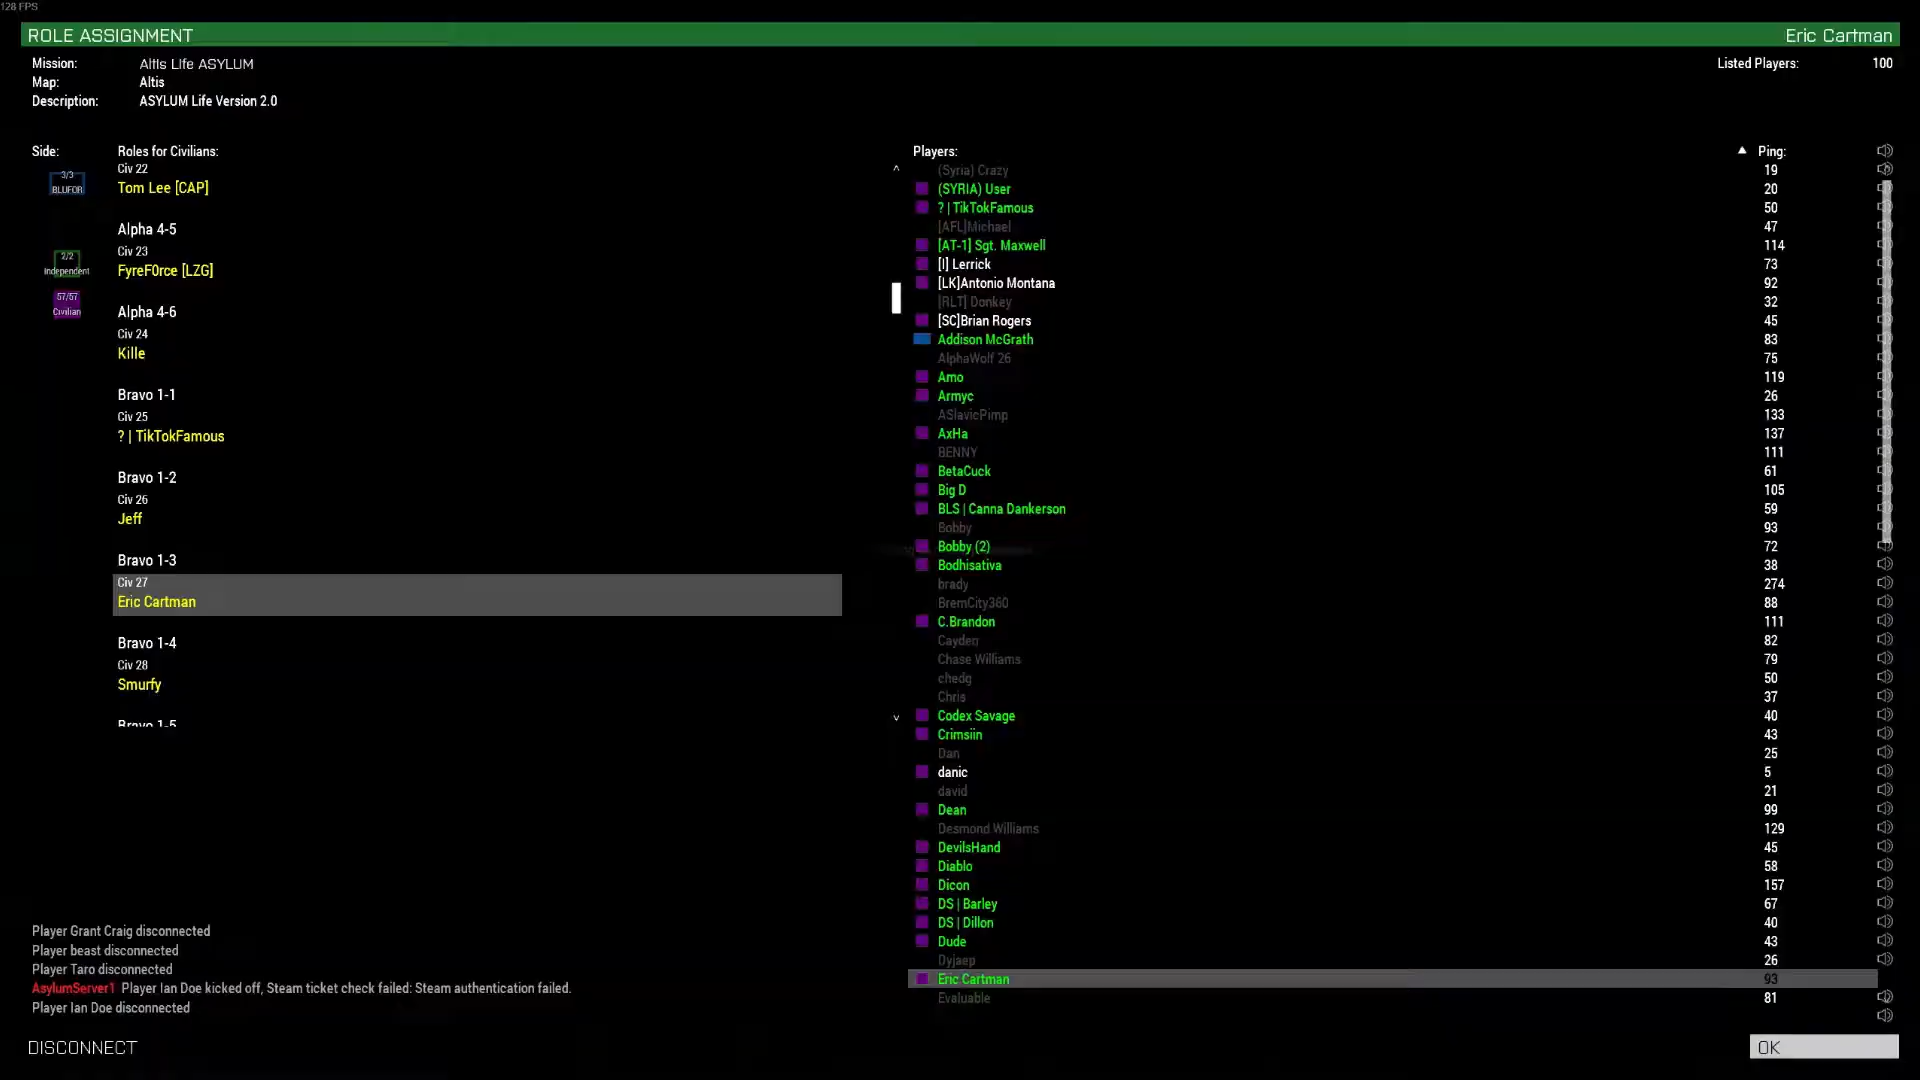 128 FPS
ROLE ASSIGNMENT
Eric Cartman
Mission: Altis Life ASYLUM
Listed Players: 100
Map: Altis
Description: ASYLUM Life Version 2.0
Side:
Roles for Civilians:
3/3
BLUFOR
2/2
Independent
57/57
Civilian
Civ 22
Tom Lee [CAP]
Alpha 4-5
Civ 23
FyreF0rce [LZG]
Alpha 4-6
Civ 24
Kille
Bravo 1-1
Civ 25
? | TikTokFamous
Bravo 1-2
Civ 26
Jeff
Bravo 1-3
Civ 27
Eric Cartman
Bravo 1-4
Civ 28
Smurfy
Bravo 1-5
Players: Ping:
(Syria) Crazy 19
(SYRIA) User 20
? | TikTokFamous 50
[AFL]Michael 47
[AT-1] Sgt. Maxwell 114
[I] Lerrick 73
[LK]Antonio Montana 92
[RLT] Donkey 32
[SC]Brian Rogers 45
Addison McGrath 83
AlphaWolf 26 75
Amo 119
Armyc 26
ASlavicPimp 133
AxHa 137
BENNY 111
BetaCuck 61
Big D 105
BLS | Canna Dankerson 59
Bobby 93
Bobby (2) 72
Bodhisativa 38
brady 274
BremCity360 88
C.Brandon 111
Cayden 82
Chase Williams 79
chedg 50
Chris 37
Codex Savage 40
Crimsiin 43
Dan 25
danic 5
david 21
Dean 99
Desmond Williams 129
DevilsHand 45
Diablo 58
Dicon 157
DS | Barley 67
DS | Dillon 40
Dude 43
Dyjaep 26
Eric Cartman 93
Evaluable 81
Player Grant Craig disconnected
Player beast disconnected
Player Taro disconnected
AsylumServer1 Player Ian Doe kicked off, Steam ticket check failed: Steam authentication failed.
Player Ian Doe disconnected
DISCONNECT
OK